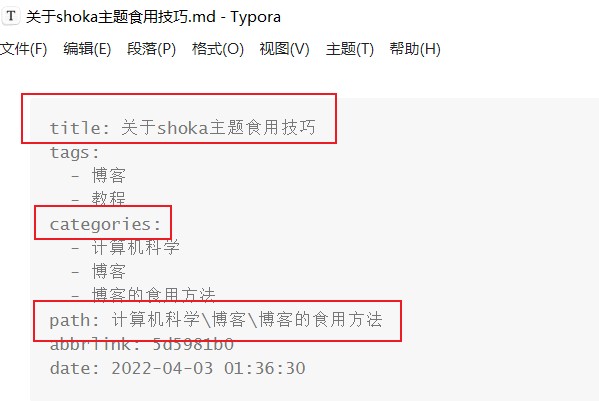 T 关于shoka主题食用技巧.md - Typora
文件(F) 编辑(E) 段落(P) 格式(O) 视图(V) 主题(T) 帮助(H)
title: 关于shoka主题食用技巧
tags:
- 博客
- 教程
categories:
- 计算机科学
- 博客
- 博客的食用方法
path: 计算机科学\博客\博客的食用方法
abbrlink: 5d5981b0
date: 2022-04-03 01:36:30